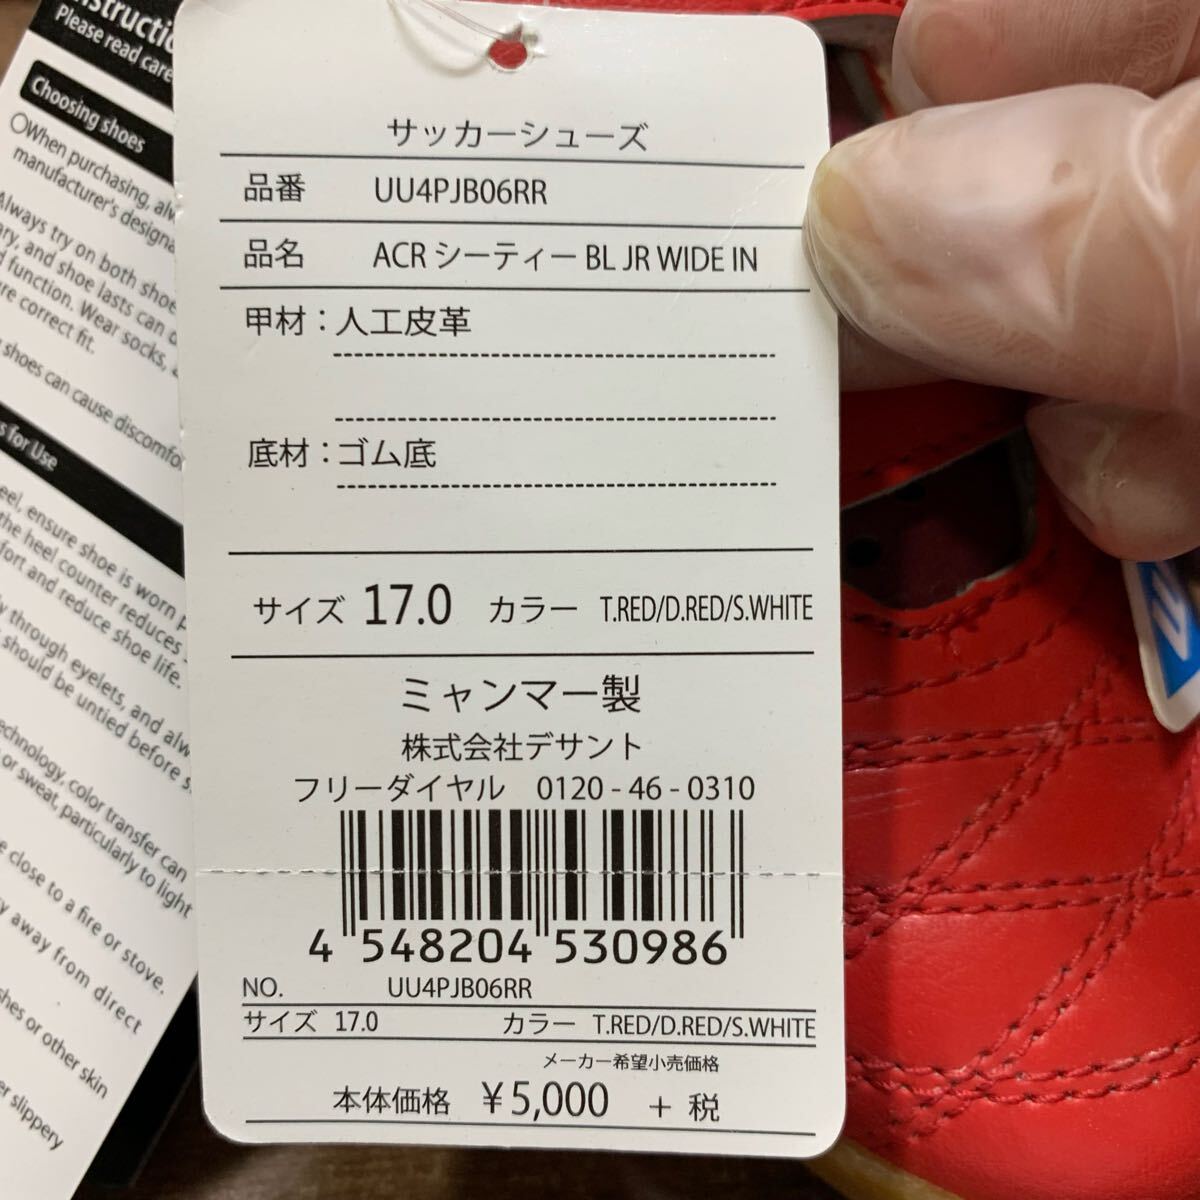 サッカーシューズ
品番 UU4PJB06RR
品名 ACR シーティー BL JR WIDE IN
甲材：人工皮革
底材：ゴム底
サイズ 17.0 カラー T.RED/D.RED/S.WHITE
ミャンマー製
株式会社デサント
フリーダイヤル 0120 - 46 - 0310
4 548204 530986
NO. UU4PJB06RR
サイズ 17.0 カラー T.RED/D.RED/S.WHITE
メーカー希望小売価格
本体価格 ￥5,000 + 税
Please read care
Choosing shoes
○When purchasing, alw
manufacturer's designa
Always try on both shoe
ary, and shoe lasts can d
d function. Wear socks, a
re correct fit.
shoes can cause discomfo
s for Use
eel, ensure shoe is worn p
the heel counter reduces
fort and reduce shoe life.
ly through eyelets, and alw
should be untied before s
echnology, color transfer can
or sweat, particularly to light
e close to a fire or stove.
y away from direct
shes or other skin
er slippery